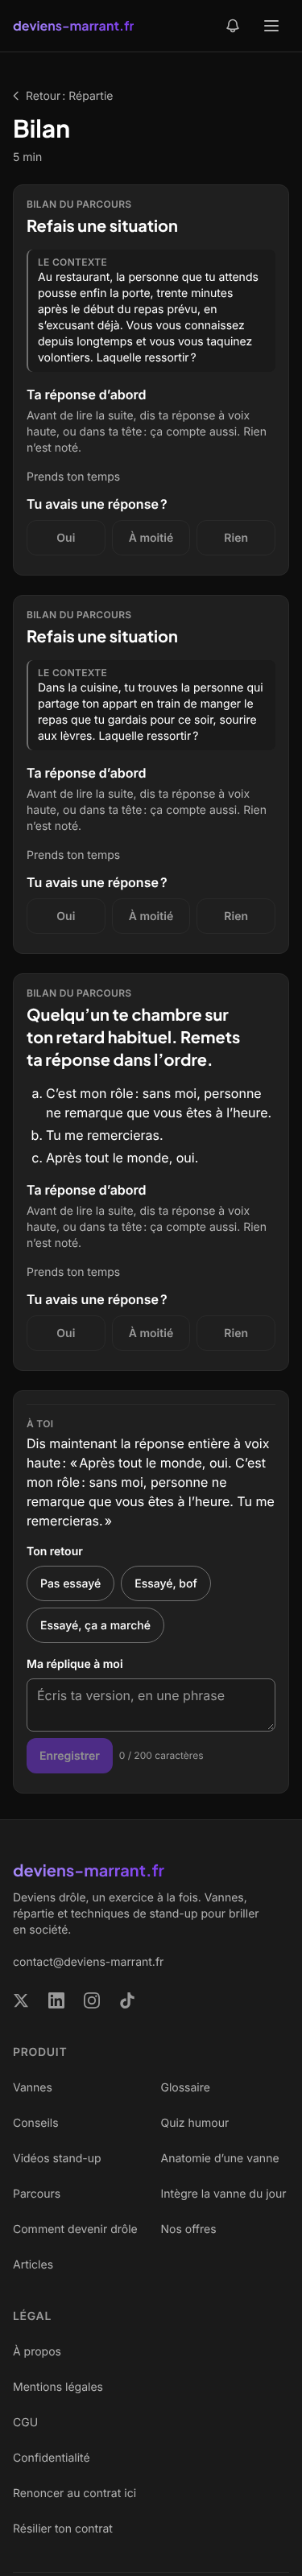 deviens-marrant.fr
Retour : Répartie
Bilan
5 min
BILAN DU PARCOURS
Refais une situation
LE CONTEXTE
Au restaurant, la personne que tu attends
pousse enfin la porte, trente minutes
après le début du repas prévu, en
s’excusant déjà. Vous vous connaissez
depuis longtemps et vous vous taquinez
volontiers. Laquelle ressortir ?
Ta réponse d’abord
Avant de lire la suite, dis ta réponse à voix
haute, ou dans ta tête : ça compte aussi. Rien
n’est noté.
Prends ton temps
Tu avais une réponse ?
Oui À moitié Rien
BILAN DU PARCOURS
Refais une situation
LE CONTEXTE
Dans la cuisine, tu trouves la personne qui
partage ton appart en train de manger le
repas que tu gardais pour ce soir, sourire
aux lèvres. Laquelle ressortir ?
Ta réponse d’abord
Avant de lire la suite, dis ta réponse à voix
haute, ou dans ta tête : ça compte aussi. Rien
n’est noté.
Prends ton temps
Tu avais une réponse ?
Oui À moitié Rien
BILAN DU PARCOURS
Quelqu’un te chambre sur
ton retard habituel. Remets
ta réponse dans l’ordre.
a. C’est mon rôle : sans moi, personne
ne remarque que vous êtes à l’heure.
b. Tu me remercieras.
c. Après tout le monde, oui.
Ta réponse d’abord
Avant de lire la suite, dis ta réponse à voix
haute, ou dans ta tête : ça compte aussi. Rien
n’est noté.
Prends ton temps
Tu avais une réponse ?
Oui À moitié Rien
À TOI
Dis maintenant la réponse entière à voix
haute : « Après tout le monde, oui. C’est
mon rôle : sans moi, personne ne
remarque que vous êtes à l’heure. Tu me
remercieras. »
Ton retour
Pas essayé Essayé, bof
Essayé, ça a marché
Ma réplique à moi
Écris ta version, en une phrase
Enregistrer 0 / 200 caractères
deviens-marrant.fr
Deviens drôle, un exercice à la fois. Vannes,
répartie et techniques de stand-up pour briller
en société.
contact@deviens-marrant.fr
PRODUIT
Vannes Glossaire
Conseils Quiz humour
Vidéos stand-up Anatomie d’une vanne
Parcours Intègre la vanne du jour
Comment devenir drôle Nos offres
Articles
LÉGAL
À propos
Mentions légales
CGU
Confidentialité
Renoncer au contrat ici
Résilier ton contrat